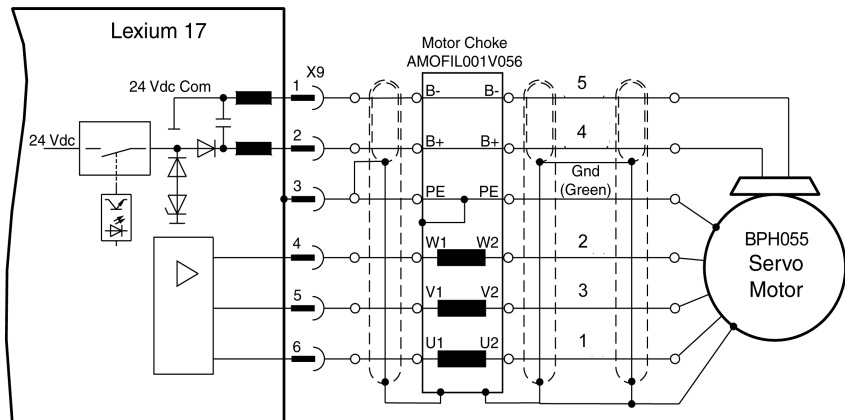 Lexium 17
X9
Motor Choke
AMOFIL001V056
24 Vdc Com
1
B-
B-
5
24 Vdc
2
B+
B+
4
Gnd
(Green)
3
PE
PE
4
W1
W2
2
BPH055
Servo
Motor
5
V1
V2
3
6
U1
U2
1